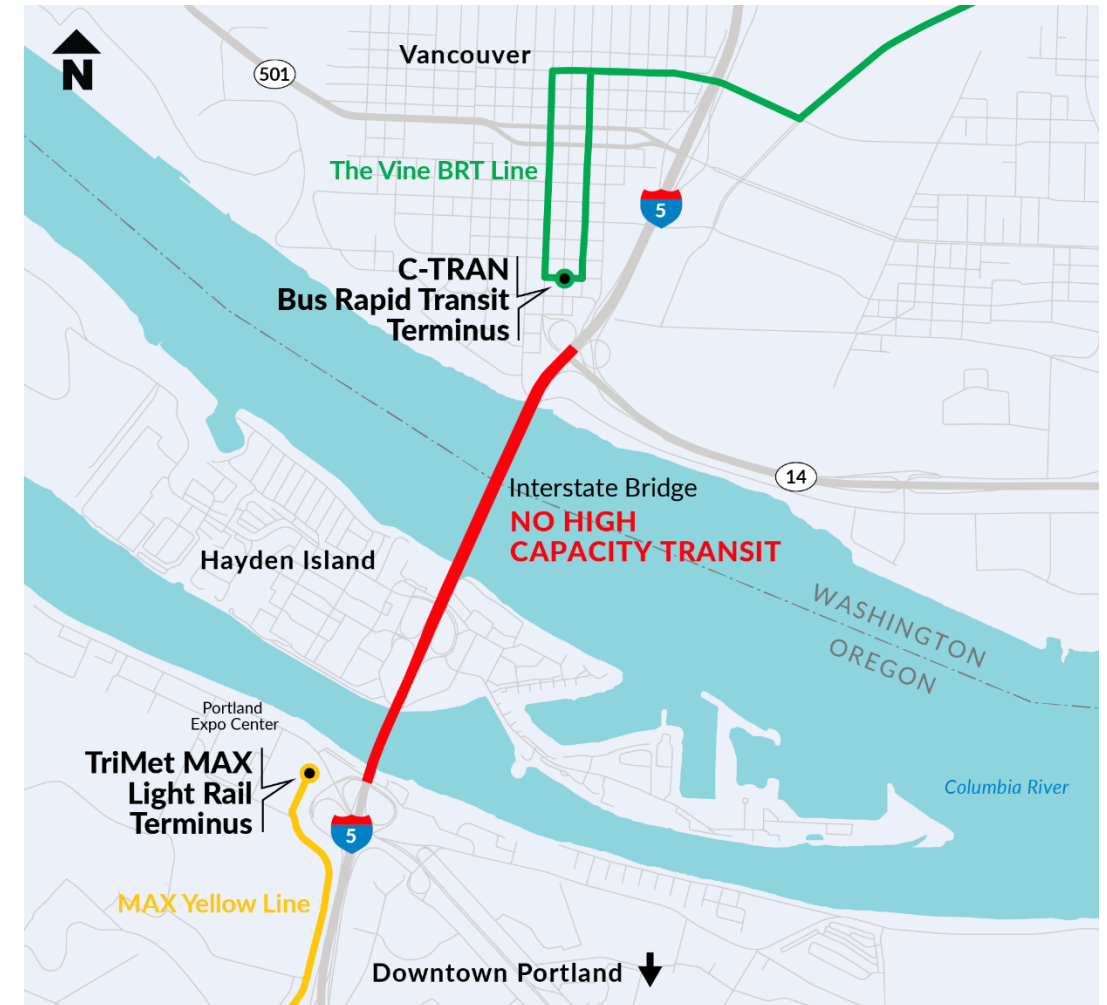 N
Vancouver
501
The Vine BRT Line
5
C-TRAN
Bus Rapid Transit
Terminus
14
Interstate Bridge
NO HIGH
CAPACITY TRANSIT
Hayden Island
WASHINGTON
OREGON
Portland
Expo Center
TriMet MAX
Light Rail
Terminus
Columbia River
5
MAX Yellow Line
Downtown Portland